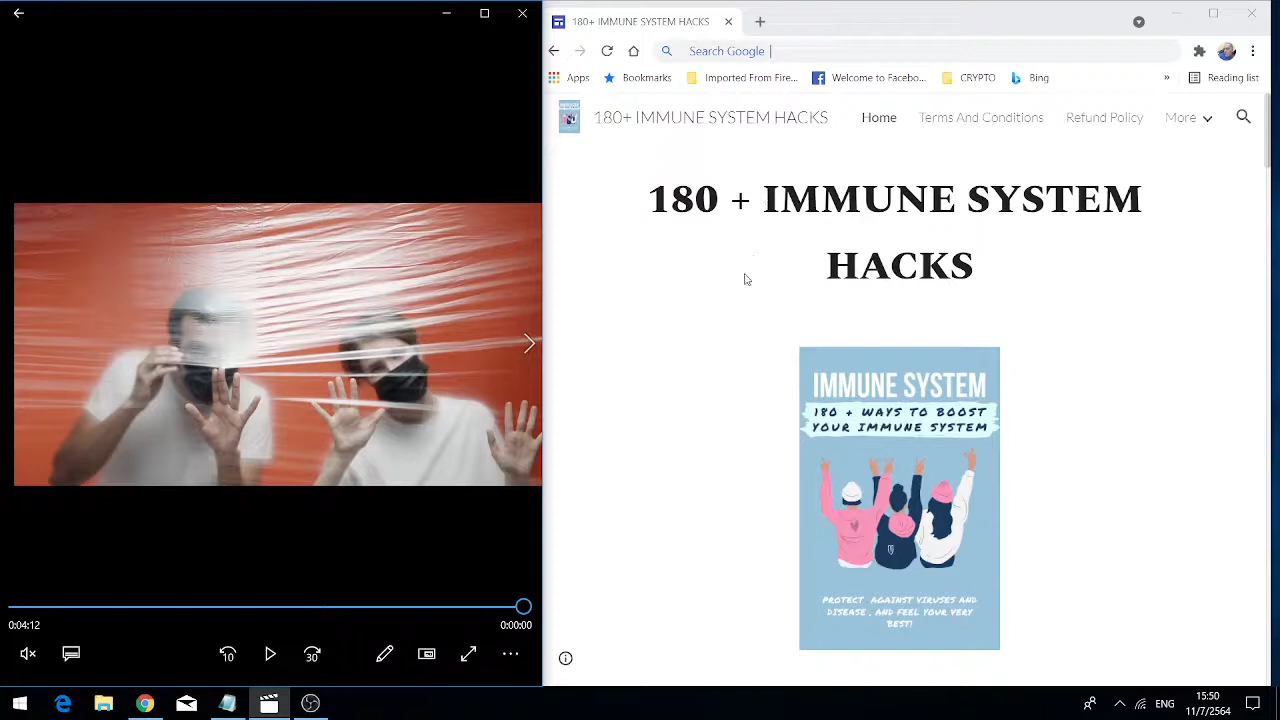 0:04:12
0:00:00
10
30
180+ IMMUNE SYSTEM HACKS
Search Google
Apps
Bookmarks
Imported From Fire...
Welcome to Facebo...
CRYPTO
Bing
»
Reading list
180+ IMMUNE SYSTEM HACKS
Home
Terms And Conditions
Refund Policy
More
180 + IMMUNE SYSTEM
HACKS
IMMUNE SYSTEM
180 + WAYS TO BOOST
YOUR IMMUNE SYSTEM
PROTECT AGAINST VIRUSES AND
DISEASE , AND FEEL YOUR VERY
BEST!
ENG
15:50
11/7/2564